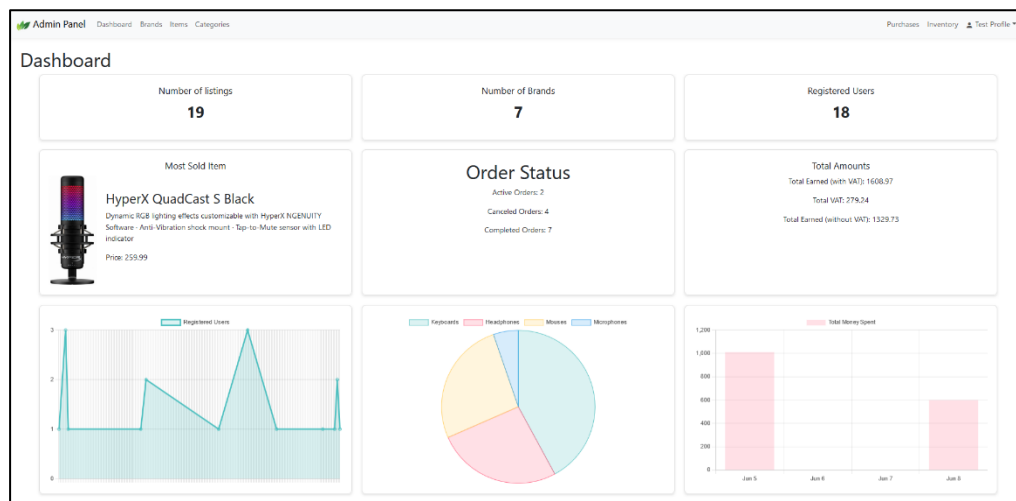 Admin Panel Dashboard Brands Items Categories
Purchases Inventory Test Profile
Dashboard
Number of listings
19
Number of Brands
7
Registered Users
18
Most Sold Item
HyperX QuadCast S Black
Dynamic RGB lighting effects customizable with HyperX NGENUITY
Software - Anti-Vibration shock mount - Tap-to-Mute sensor with LED
indicator
Price: 259.99
Order Status
Active Orders: 2
Canceled Orders: 4
Completed Orders: 7
Total Amounts
Total Earned (with VAT): 1608.97
Total VAT: 279.24
Total Earned (without VAT): 1329.73
Registered Users
3
2
1
0
Keyboards Headphones Mouses Microphones
Total Money Spent
1,200
1,000
800
600
400
200
0
Jun 5 Jun 6 Jun 7 Jun 8